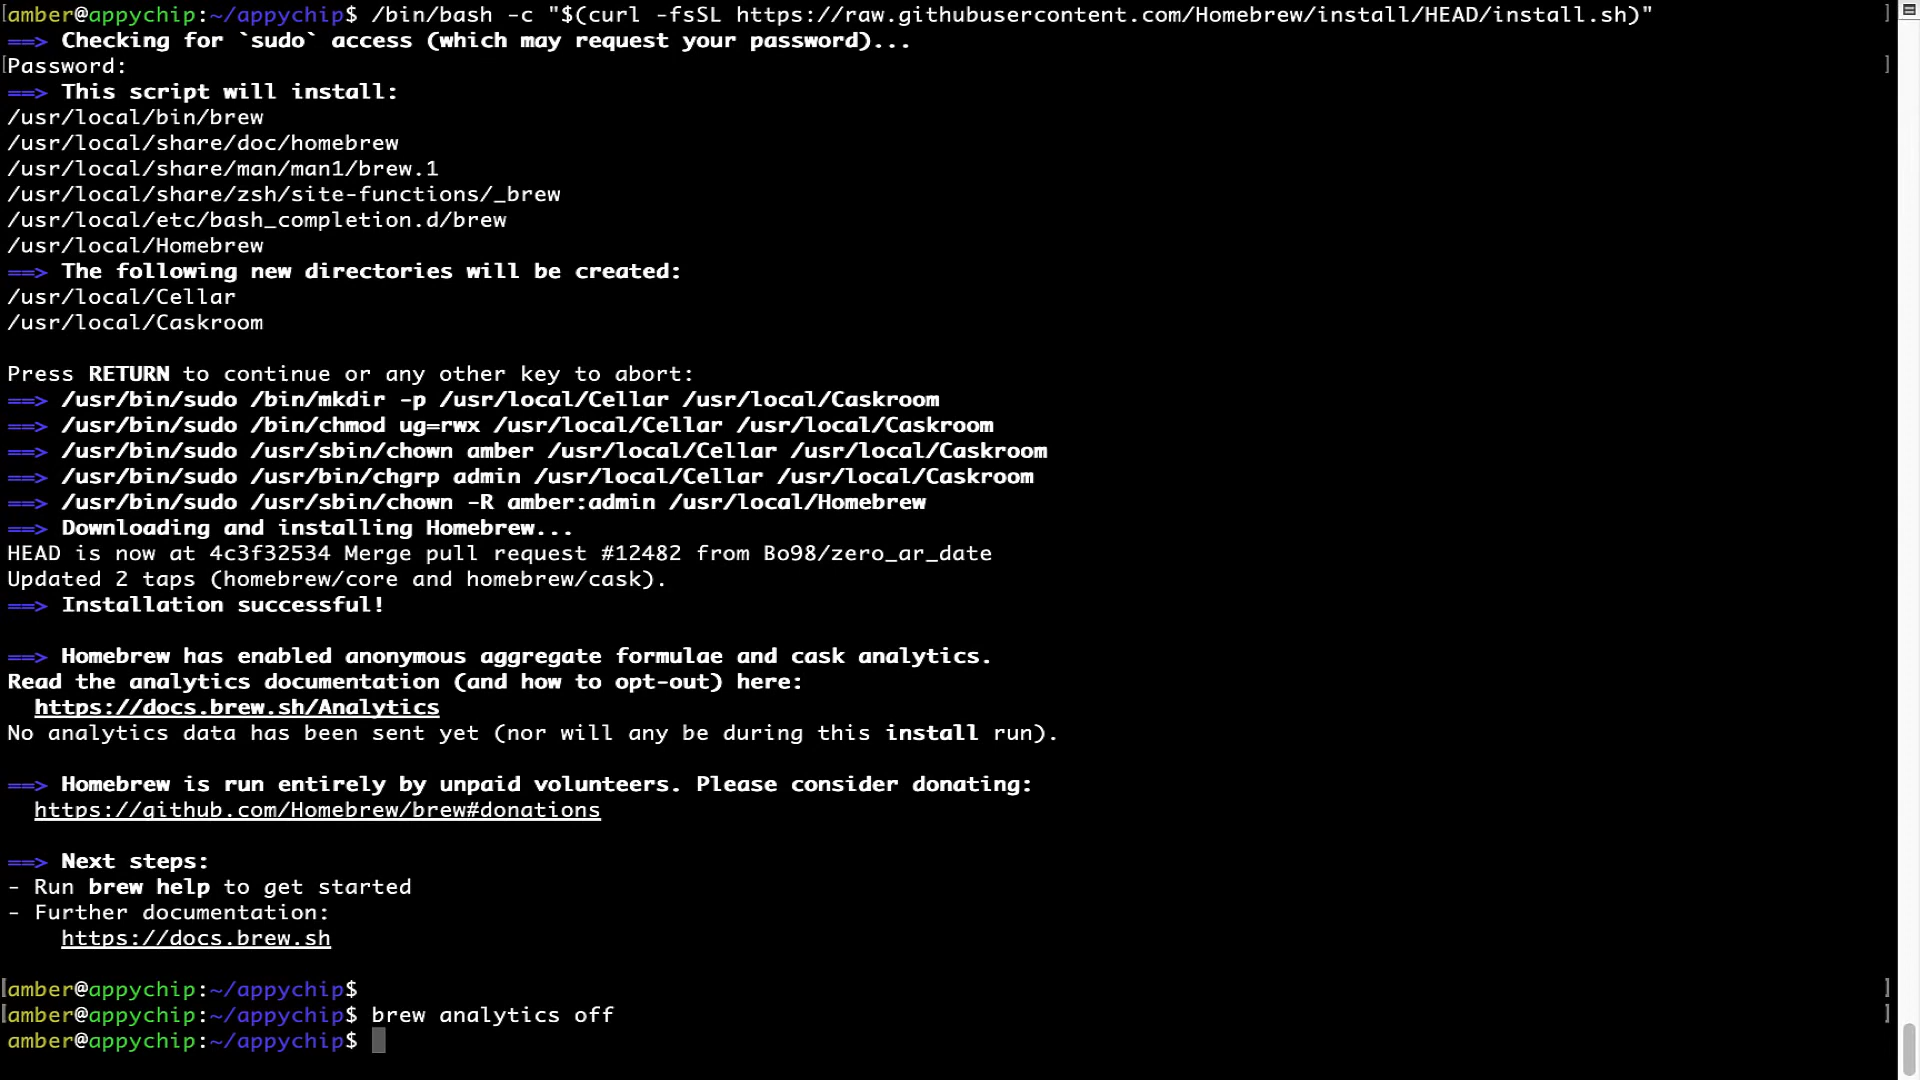 amber@appychip:~/appychip$ /bin/bash -c "$(curl -fsSL https://raw.githubusercontent.com/Homebrew/install/HEAD/install.sh)"
==> Checking for `sudo` access (which may request your password)...
Password:
==> This script will install:
/usr/local/bin/brew
/usr/local/share/doc/homebrew
/usr/local/share/man/man1/brew.1
/usr/local/share/zsh/site-functions/_brew
/usr/local/etc/bash_completion.d/brew
/usr/local/Homebrew
==> The following new directories will be created:
/usr/local/Cellar
/usr/local/Caskroom
Press RETURN to continue or any other key to abort:
==> /usr/bin/sudo /bin/mkdir -p /usr/local/Cellar /usr/local/Caskroom
==> /usr/bin/sudo /bin/chmod ug=rwx /usr/local/Cellar /usr/local/Caskroom
==> /usr/bin/sudo /usr/sbin/chown amber /usr/local/Cellar /usr/local/Caskroom
==> /usr/bin/sudo /usr/bin/chgrp admin /usr/local/Cellar /usr/local/Caskroom
==> /usr/bin/sudo /usr/sbin/chown -R amber:admin /usr/local/Homebrew
==> Downloading and installing Homebrew...
HEAD is now at 4c3f32534 Merge pull request #12482 from Bo98/zero_ar_date
Updated 2 taps (homebrew/core and homebrew/cask).
==> Installation successful!
==> Homebrew has enabled anonymous aggregate formulae and cask analytics.
Read the analytics documentation (and how to opt-out) here:
https://docs.brew.sh/Analytics
No analytics data has been sent yet (nor will any be during this install run).
==> Homebrew is run entirely by unpaid volunteers. Please consider donating:
https://github.com/Homebrew/brew#donations
==> Next steps:
- Run brew help to get started
- Further documentation:
https://docs.brew.sh
amber@appychip:~/appychip$
amber@appychip:~/appychip$ brew analytics off
amber@appychip:~/appychip$